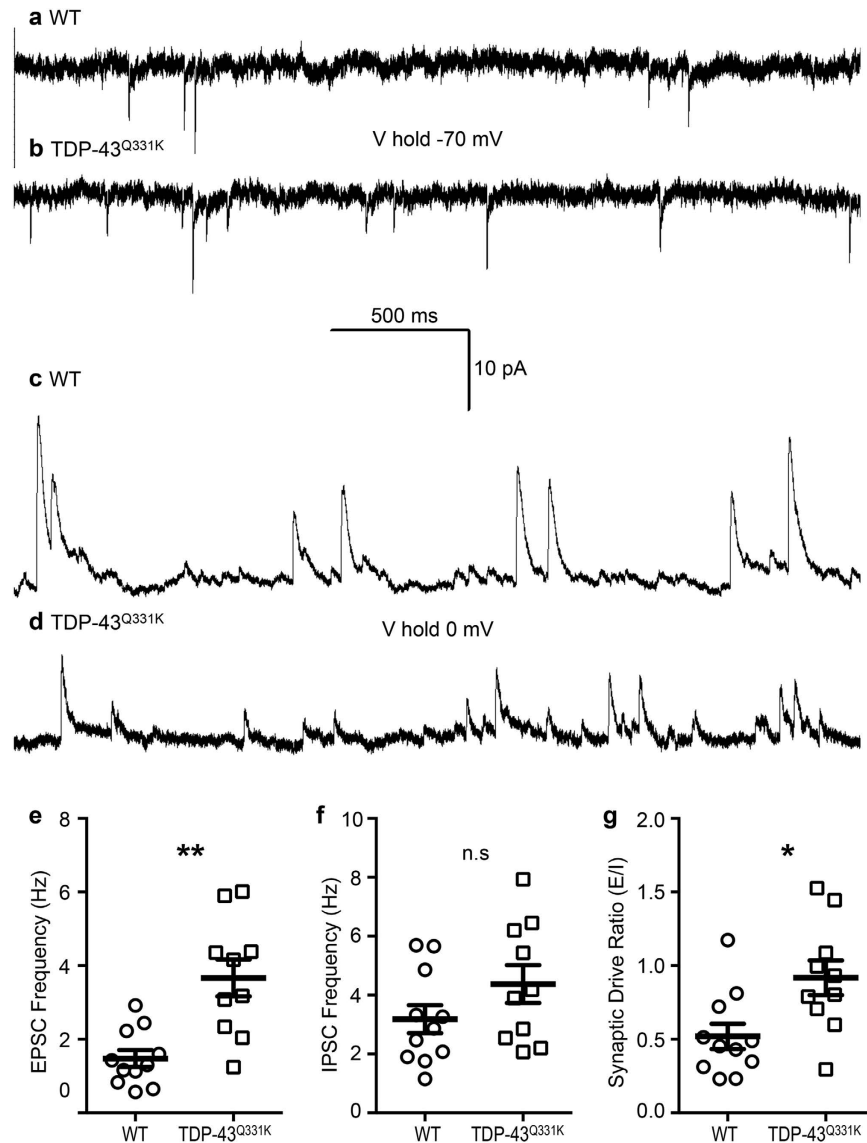 a WT
V hold -70 mV
b TDP-43Q331K
500 ms
10 pA
c WT
d TDP-43Q331K
V hold 0 mV
e
8
6
4
2
0
EPSC Frequency (Hz)
**
WT TDP-43Q331K
f
10
8
6
4
2
0
IPSC Frequency (Hz)
n.s
WT TDP-43Q331K
g
2.0
1.5
1.0
0.5
0.0
Synaptic Drive Ratio (E/I)
*
WT TDP-43Q331K